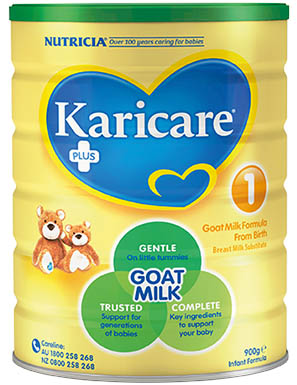 NUTRICIA Over 100 years caring for babies
Karicare®
PLUS
1
Goat Milk Formula
From Birth
Breast Milk Substitute
GENTLE
On little tummies
GOAT
MILK
TRUSTED
Support for
generations
of babies
COMPLETE
Key ingredients
to support
your baby
Careline:
AU 1800 258 268
NZ 0800 258 268
900g e
Infant Formula